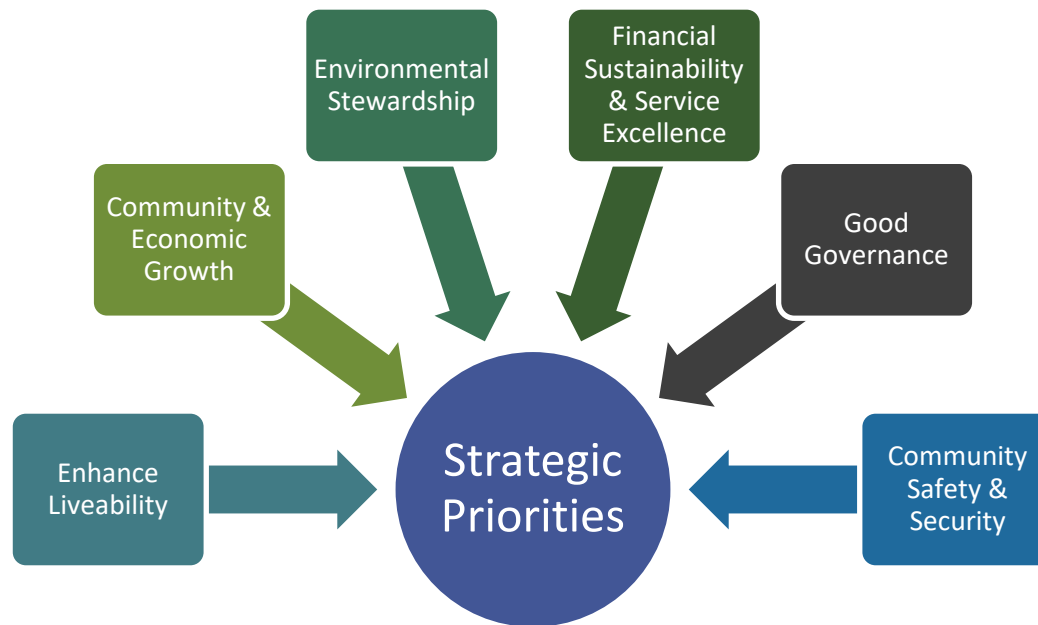 Enhance
Liveability
Community &
Economic
Growth
Environmental
Stewardship
Financial
Sustainability
& Service
Excellence
Good
Governance
Community
Safety &
Security
Strategic
Priorities